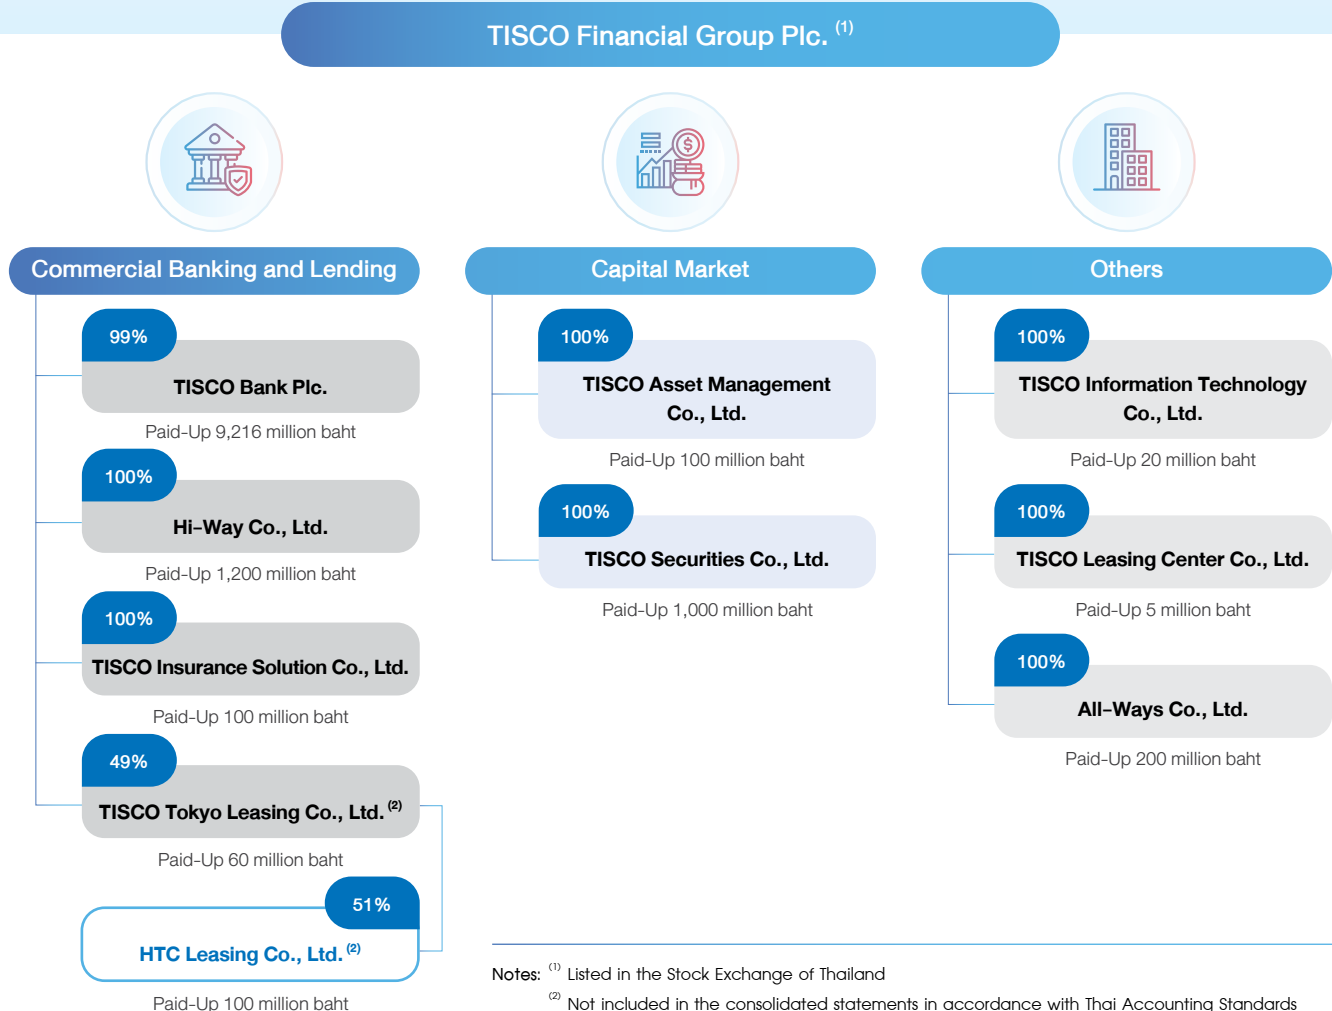 TISCO Financial Group Plc. (1)
Commercial Banking and Lending
99%
TISCO Bank Plc.
Paid-Up 9,216 million baht
100%
Hi-Way Co., Ltd.
Paid-Up 1,200 million baht
100%
TISCO Insurance Solution Co., Ltd.
Paid-Up 100 million baht
49%
TISCO Tokyo Leasing Co., Ltd. (2)
Paid-Up 60 million baht
51%
HTC Leasing Co., Ltd. (2)
Paid-Up 100 million baht
Capital Market
100%
TISCO Asset Management
Co., Ltd.
Paid-Up 100 million baht
100%
TISCO Securities Co., Ltd.
Paid-Up 1,000 million baht
Others
100%
TISCO Information Technology
Co., Ltd.
Paid-Up 20 million baht
100%
TISCO Leasing Center Co., Ltd.
Paid-Up 5 million baht
100%
All-Ways Co., Ltd.
Paid-Up 200 million baht
Notes: (1) Listed in the Stock Exchange of Thailand
(2) Not included in the consolidated statements in accordance with Thai Accounting Standards